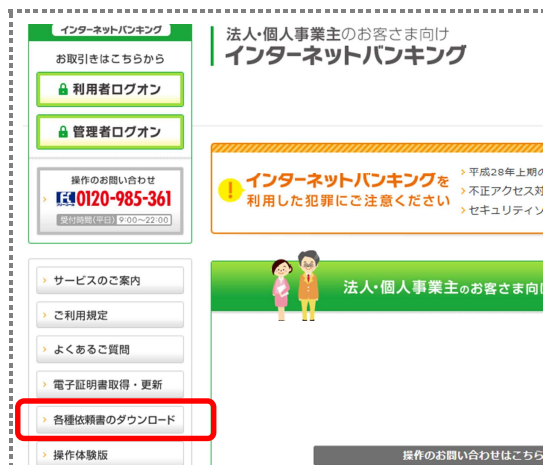 インターネットバンキング
お取引きはこちらから
利用者ログオン
管理者ログオン
操作のお問い合わせ
0120-985-361
受付時間(平日) 9:00～22:00
サービスのご案内
ご利用規定
よくあるご質問
電子証明書取得・更新
各種依頼書のダウンロード
操作体験版
法人・個人事業主のお客さま向け
インターネットバンキング
インターネットバンキングを
利用した犯罪にご注意ください
平成28年上期の
不正アクセス対
セキュリティソ
法人・個人事業主のお客さま向け
操作のお問い合わせはこちら